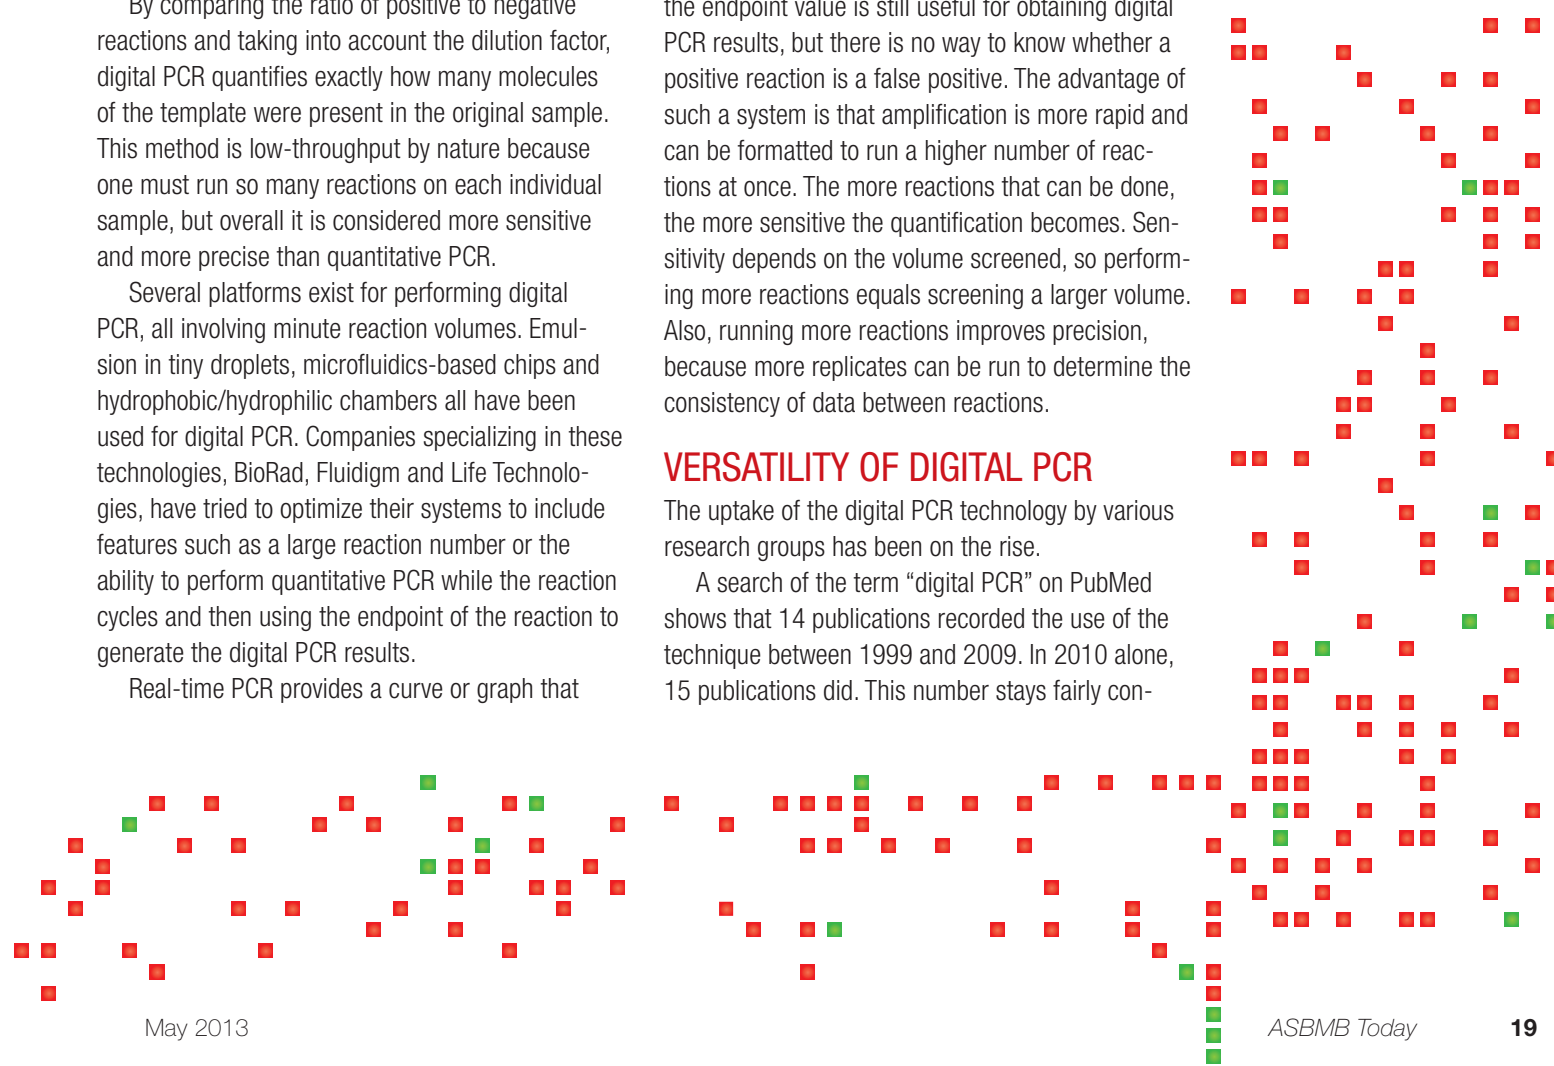 By comparing the ratio of positive to negative
reactions and taking into account the dilution factor,
digital PCR quantifies exactly how many molecules
of the template were present in the original sample.
This method is low-throughput by nature because
one must run so many reactions on each individual
sample, but overall it is considered more sensitive
and more precise than quantitative PCR.
Several platforms exist for performing digital
PCR, all involving minute reaction volumes. Emul-
sion in tiny droplets, microfluidics-based chips and
hydrophobic/hydrophilic chambers all have been
used for digital PCR. Companies specializing in these
technologies, BioRad, Fluidigm and Life Technolo-
gies, have tried to optimize their systems to include
features such as a large reaction number or the
ability to perform quantitative PCR while the reaction
cycles and then using the endpoint of the reaction to
generate the digital PCR results.
Real-time PCR provides a curve or graph that
the endpoint value is still useful for obtaining digital
PCR results, but there is no way to know whether a
positive reaction is a false positive. The advantage of
such a system is that amplification is more rapid and
can be formatted to run a higher number of reac-
tions at once. The more reactions that can be done,
the more sensitive the quantification becomes. Sen-
sitivity depends on the volume screened, so perform-
ing more reactions equals screening a larger volume.
Also, running more reactions improves precision,
because more replicates can be run to determine the
consistency of data between reactions.
VERSATILITY OF DIGITAL PCR
The uptake of the digital PCR technology by various
research groups has been on the rise.
A search of the term “digital PCR” on PubMed
shows that 14 publications recorded the use of the
technique between 1999 and 2009. In 2010 alone,
15 publications did. This number stays fairly con-
May 2013
ASBMB Today 19